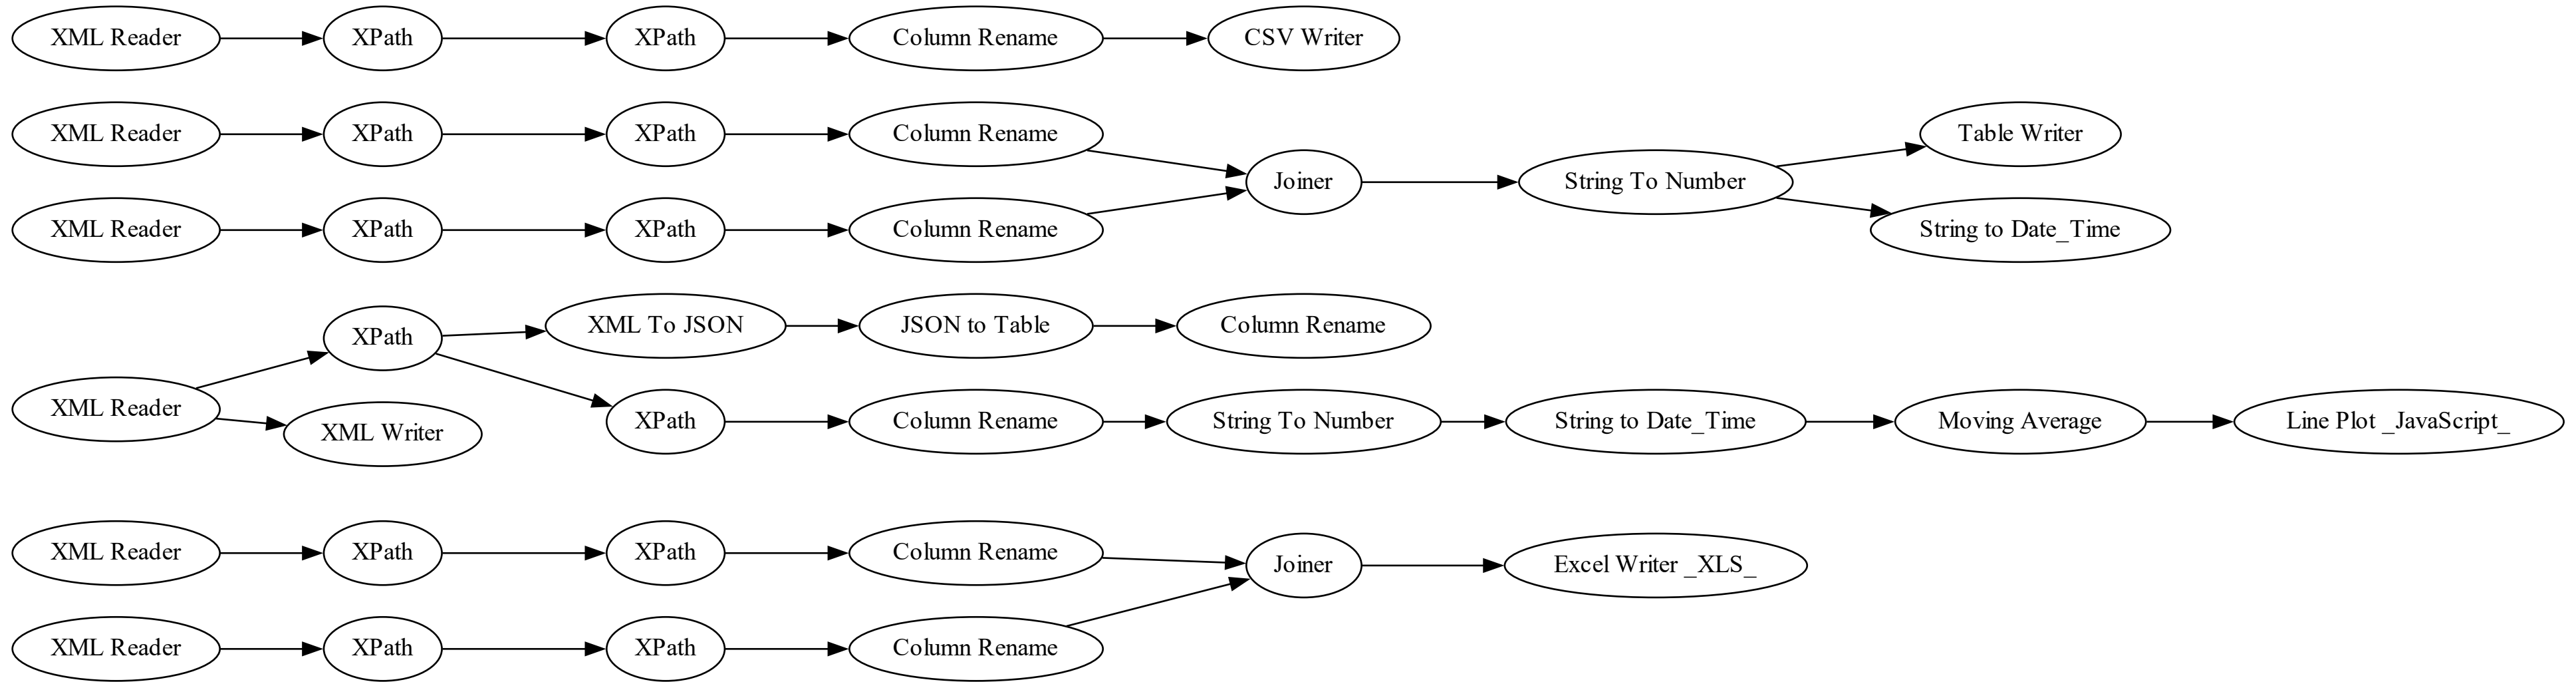 XML Reader
XPath
XPath
Column Rename
CSV Writer
XML Reader
XPath
XPath
Column Rename
Table Writer
Joiner
String To Number
XML Reader
XPath
XPath
Column Rename
String to Date_Time
XPath
XML To JSON
JSON to Table
Column Rename
XML Reader
XML Writer
XPath
Column Rename
String To Number
String to Date_Time
Moving Average
Line Plot _JavaScript_
XML Reader
XPath
XPath
Column Rename
Joiner
Excel Writer _XLS_
XML Reader
XPath
XPath
Column Rename